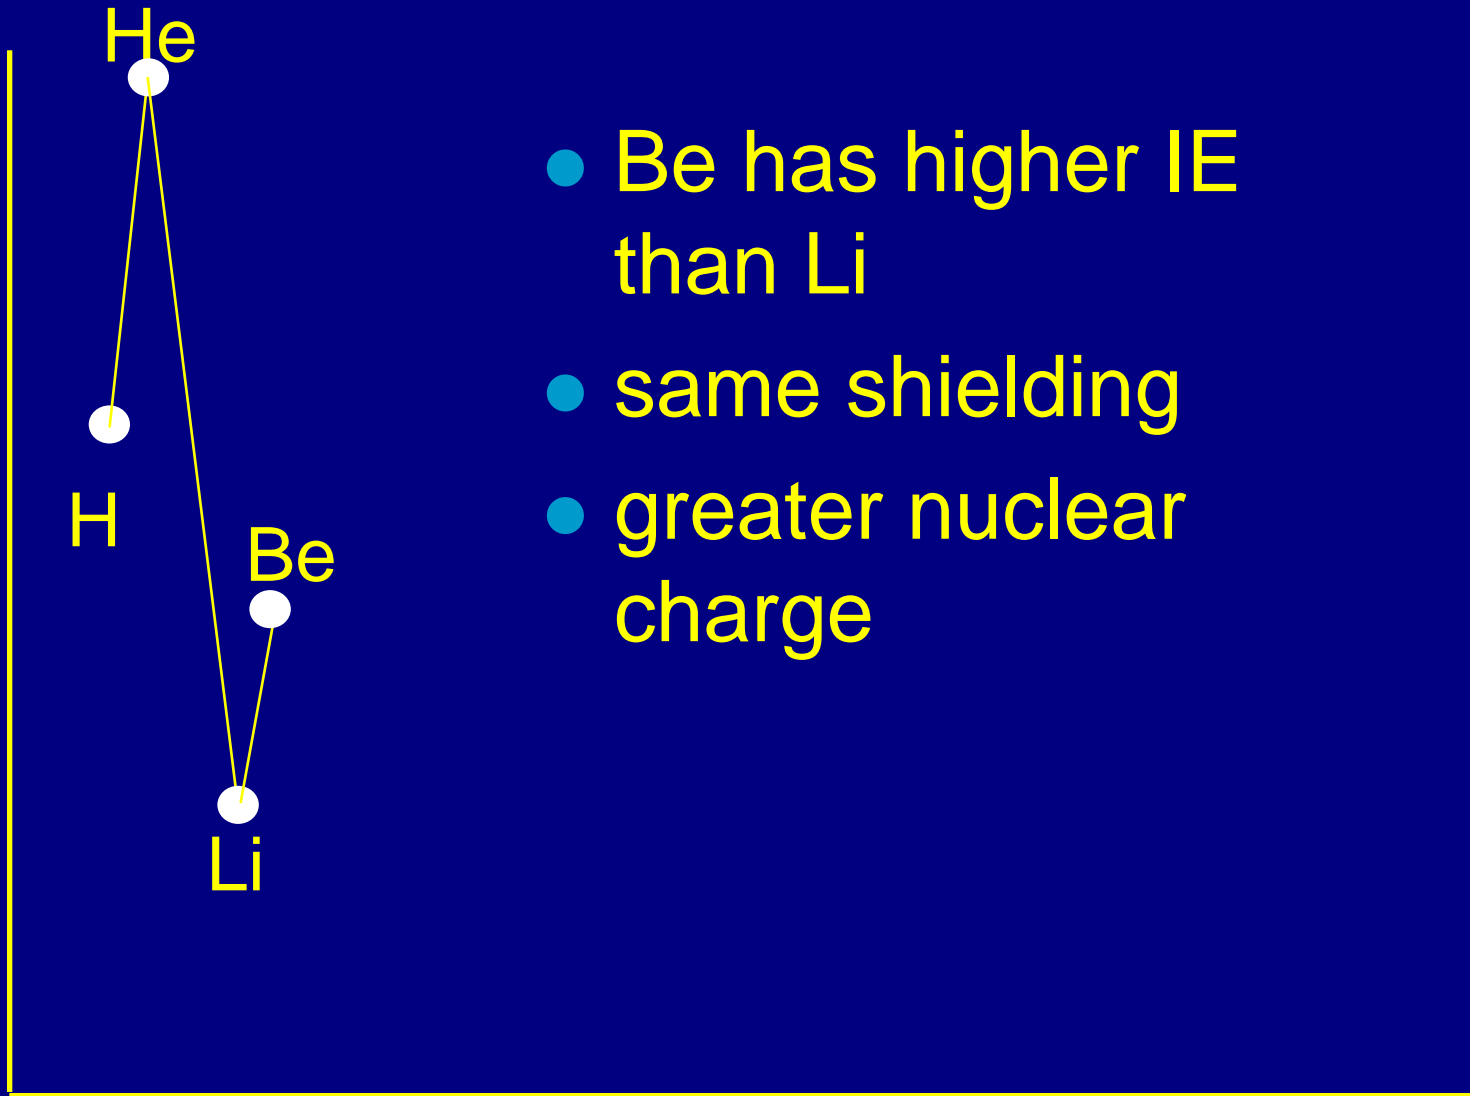 He
H
Be
Li
Be has higher IE
than Li
same shielding
greater nuclear
charge